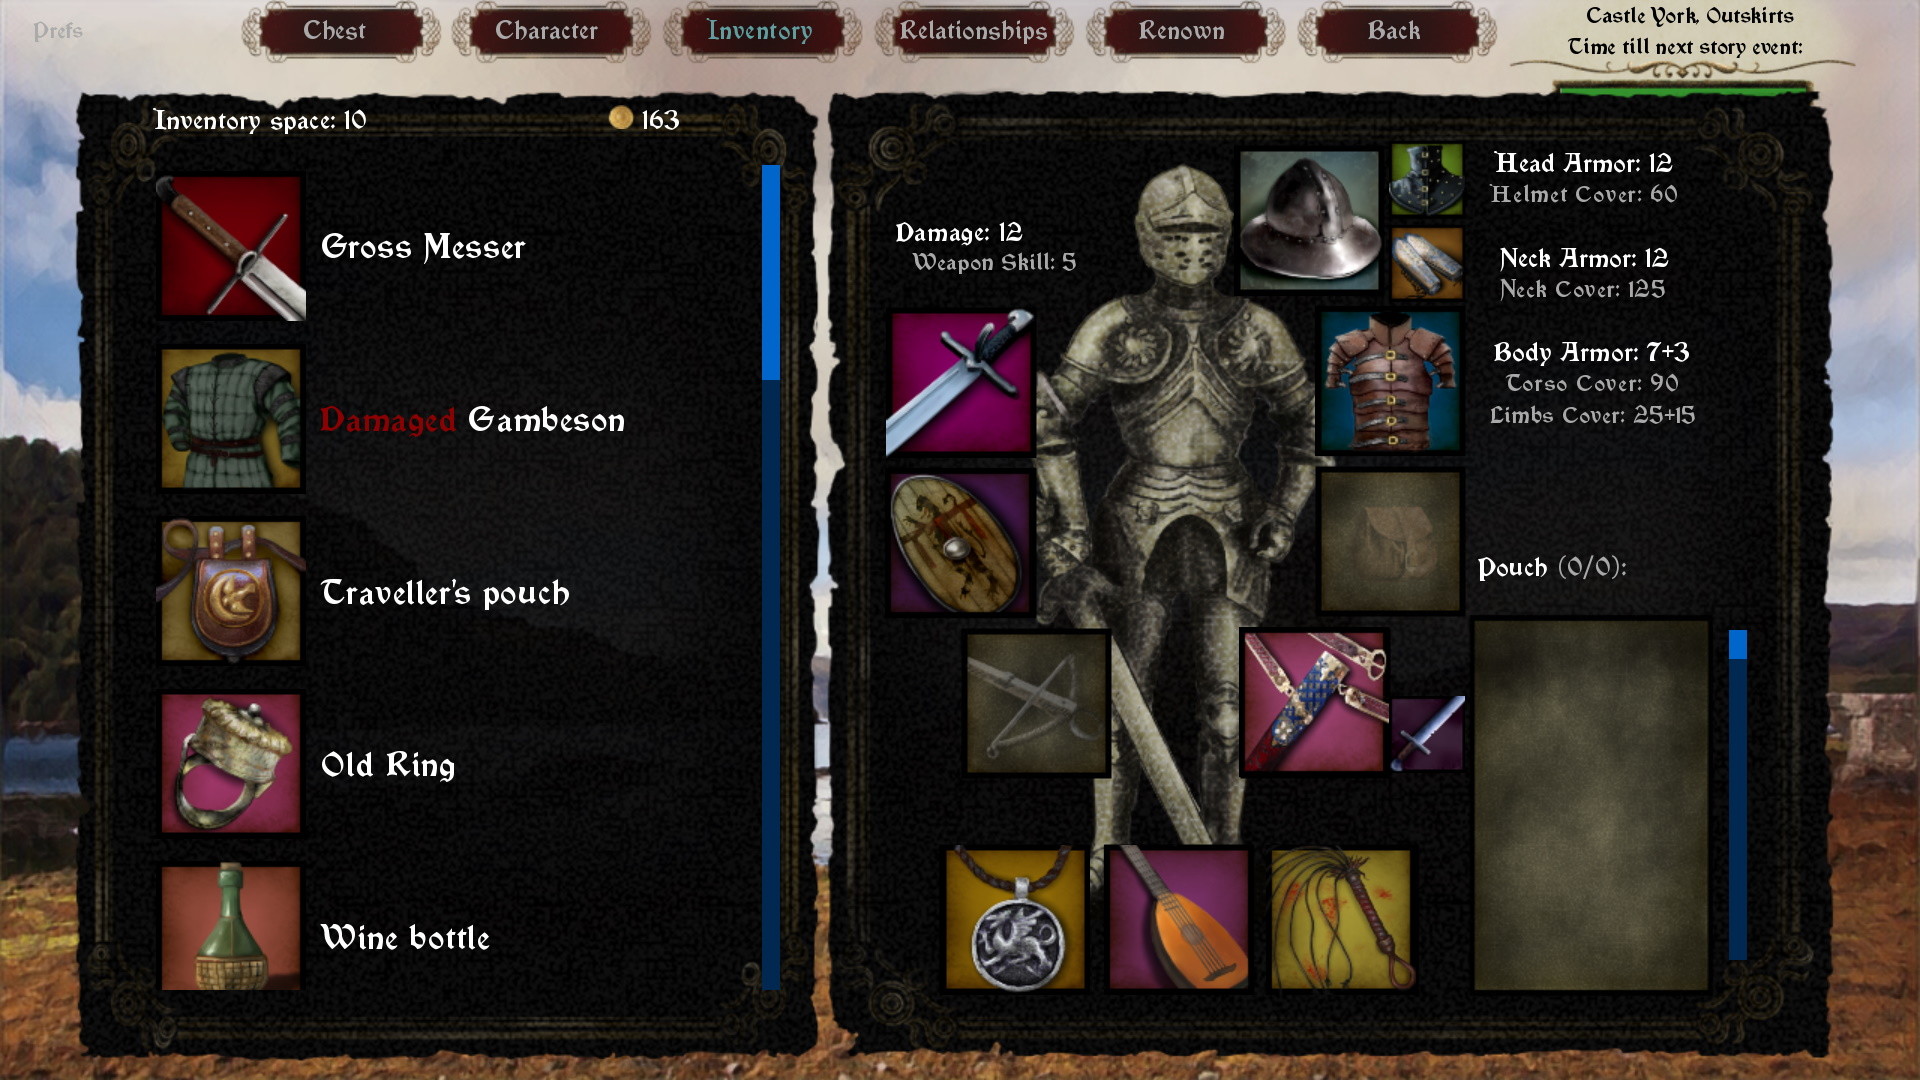 Prefs
Chest
Character
Inventory
Relationships
Renown
Back
Castle York, Outskirts
Time till next story event:
Inventory space: 10
163
Gross Messer
Damaged Gambeson
Traveller's pouch
Old Ring
Wine bottle
Damage: 12
Weapon Skill: 5
Head Armor: 12
Helmet Cover: 60
Neck Armor: 12
Neck Cover: 125
Body Armor: 7+3
Torso Cover: 90
Limbs Cover: 25+15
Pouch (0/0):